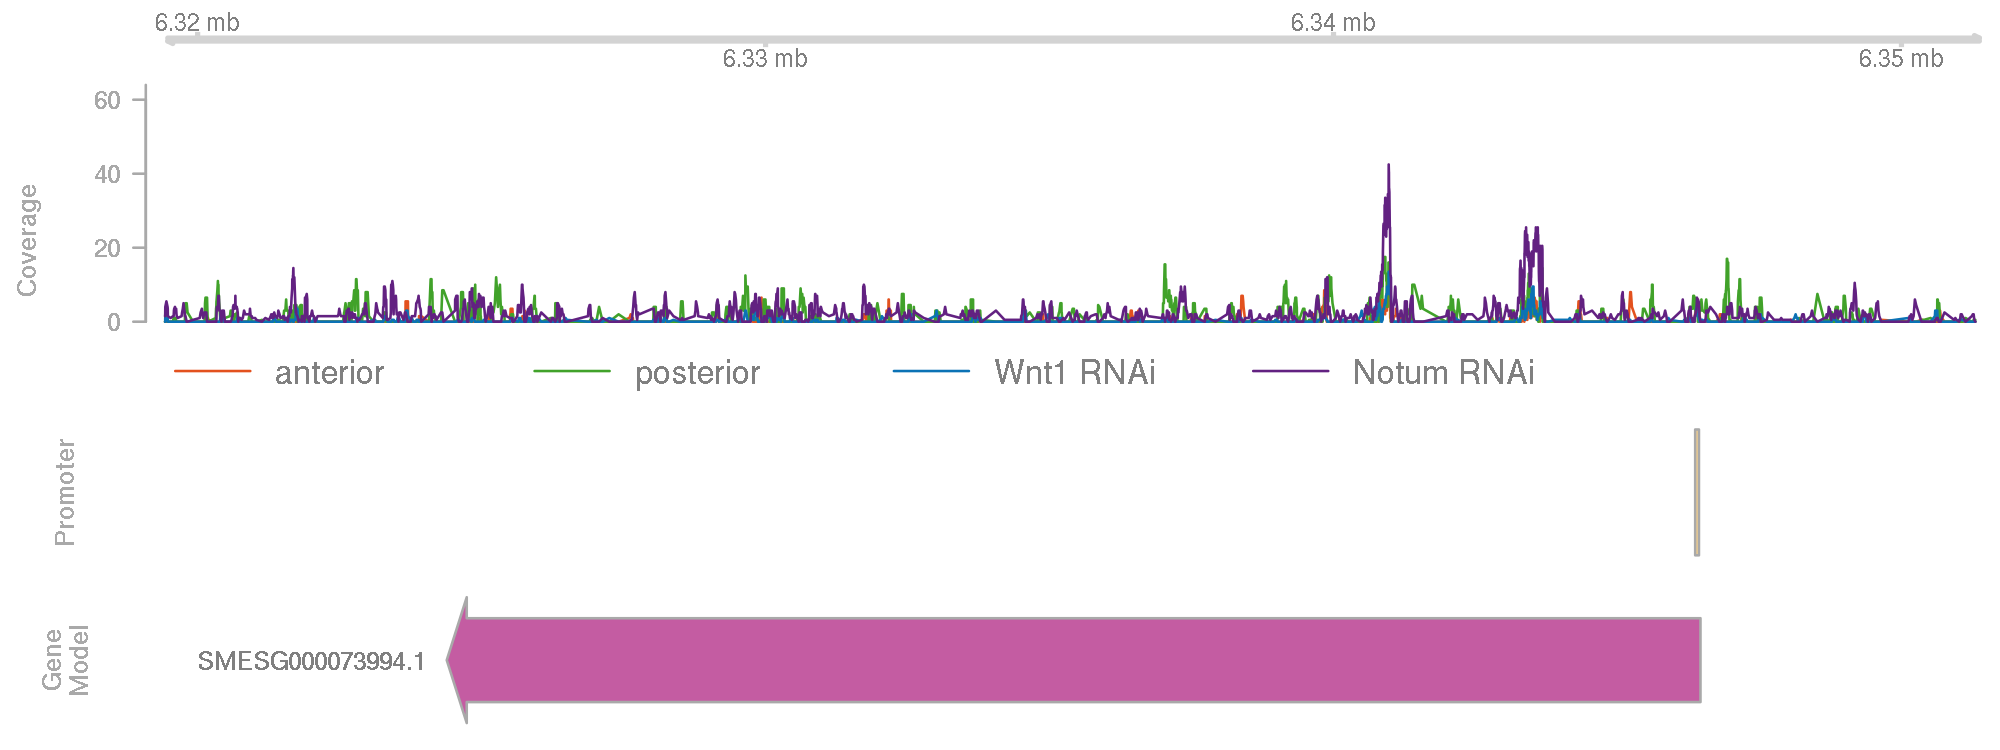 6.32 mb
6.34 mb
6.33 mb
6.35 mb
Coverage
60
40
20
0
anterior
posterior
Wnt1 RNAi
Notum RNAi
Promoter
Gene
Model
SMESG000073994.1